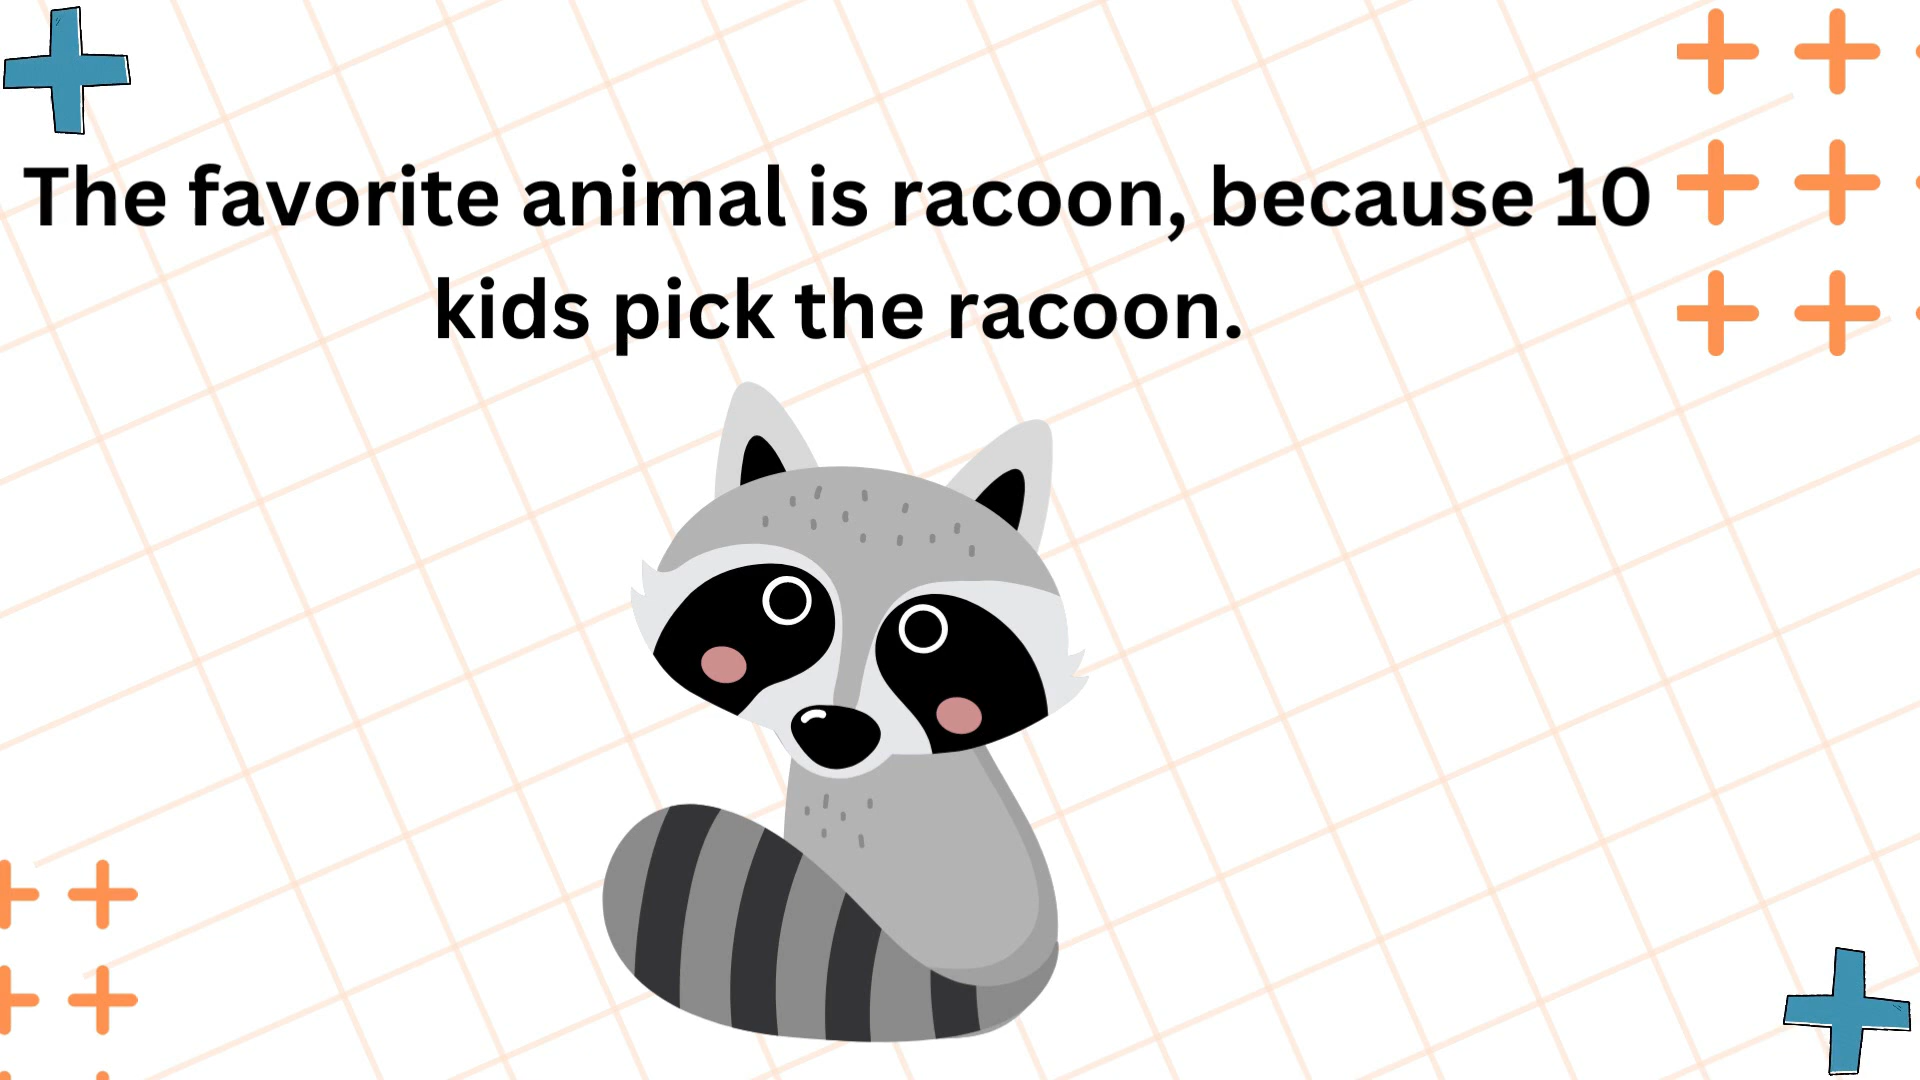 The favorite animal is racoon, because 10
kids pick the racoon.